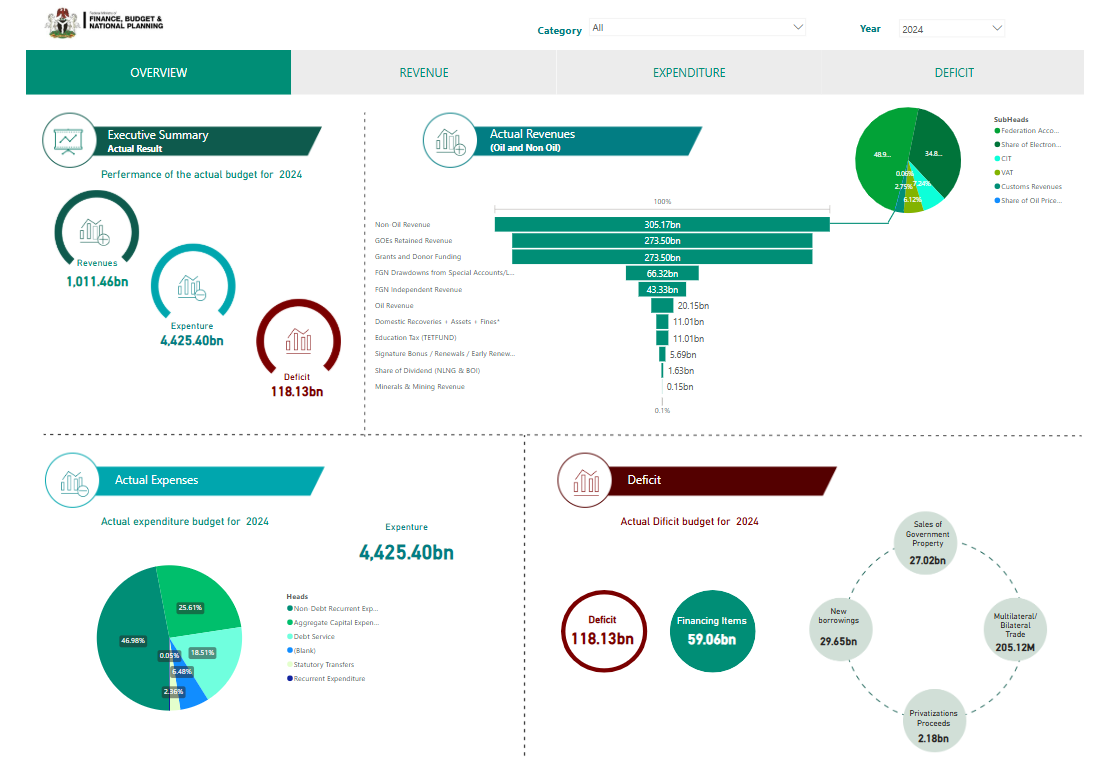 Federal Ministry of
FINANCE, BUDGET &
NATIONAL PLANNING
Category
All
Year
2024
OVERVIEW
REVENUE
EXPENDITURE
DEFICIT
Executive Summary
Actual Result
Perfermance of the actual budget for 2024
Revenues
1,011.46bn
Expenture
4,425.40bn
Deficit
118.13bn
Actual Revenues
(Oil and Non Oil)
100%
Non-Oil Revenue
305.17bn
GOEs Retained Revenue
273.50bn
Grants and Donor Funding
273.50bn
FGN Drawdowns from Special Accounts/L...
66.32bn
FGN Independent Revenue
43.33bn
Oil Revenue
20.15bn
Domestic Recoveries + Assets + Fines*
11.01bn
Education Tax (TETFUND)
11.01bn
Signature Bonus / Renewals / Early Renew...
5.69bn
Share of Dividend (NLNG & BOI)
1.63bn
Minerals & Mining Revenue
0.15bn
0.1%
48.9...
34.8...
0.06%
2.75%
7.24%
6.12%
SubHeads
Federation Acco...
Share of Electron...
CIT
VAT
Customs Revenues
Share of Oil Price...
Actual Expenses
Actual expenditure budget for 2024
Expenture
4,425.40bn
25.61%
46.98%
18.51%
0.05%
6.48%
2.36%
Heads
Non-Debt Recurrent Exp...
Aggregate Capital Expen...
Debt Service
(Blank)
Statutory Transfers
Recurrent Expenditure
Deficit
Actual Dificit budget for 2024
Deficit
118.13bn
Financing Items
59.06bn
Sales of
Government
Property
27.02bn
New
borrowings
29.65bn
Multilateral/
Bilateral
Trade
205.12M
Privatizations
Proceeds
2.18bn